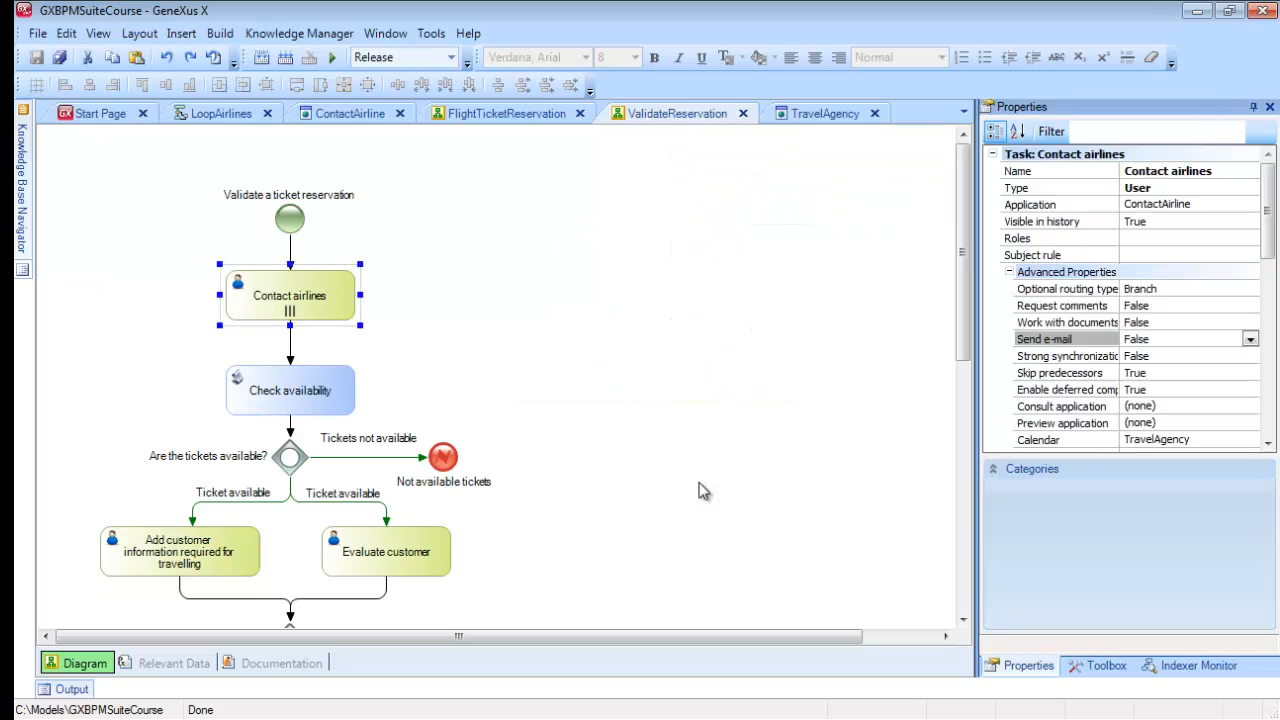 GXBPMSuiteCourse - GeneXus X
File Edit View Layout Insert Build Knowledge Manager Window Tools Help
Release Verdana, Arial 8 B I U Normal ABC
Start Page LoopAirlines ContactAirline FlightTicketReservation ValidateReservation TravelAgency
Knowledge Base Navigator
Validate a ticket reservation
Contact airlines
Check availability
Tickets not available
Are the tickets available?
Not available tickets
Ticket available Ticket available
Add customer
information required for
travelling
Evaluate customer
Diagram Relevant Data Documentation
Output
C:\Models\GXBPMSuiteCourse Done
Properties
Filter
Task: Contact airlines
Name Contact airlines
Type User
Application ContactAirline
Visible in history True
Roles
Subject rule
Advanced Properties
Optional routing type Branch
Request comments False
Work with documents False
Send e-mail False
Strong synchronizatio False
Skip predecessors True
Enable deferred comp True
Consult application (none)
Preview application (none)
Calendar TravelAgency
Categories
Properties Toolbox Indexer Monitor